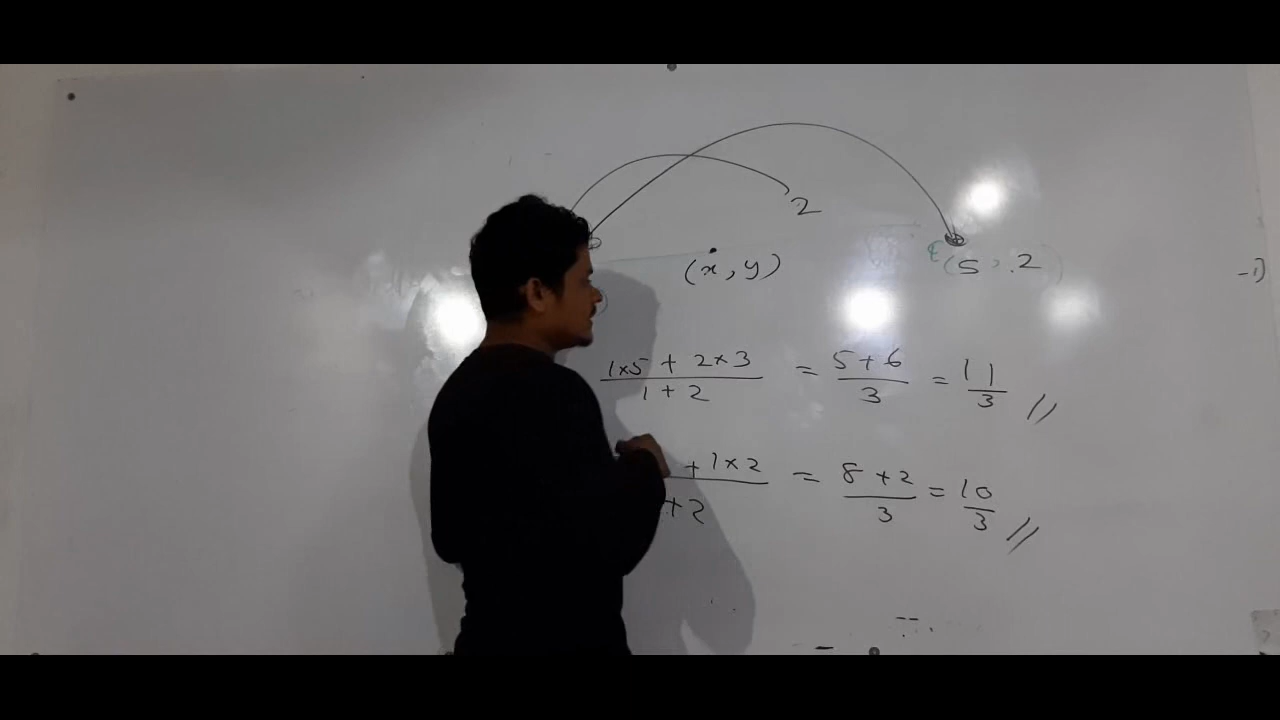 2
(x, y) (5, .2) -1)
)
1×5 + 2×3 / 1 + 2 = 5+6 / 3 = 11 / 3 //
+ 1×2 / +2 = 8+2 / 3 = 10 / 3 //